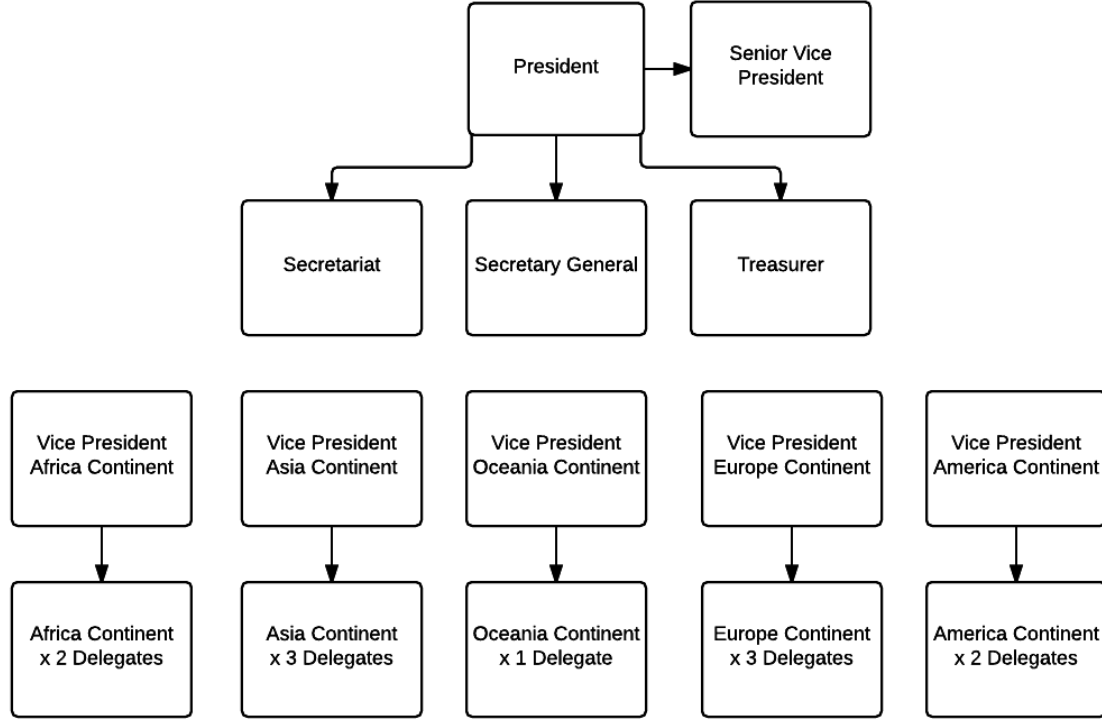 President
Senior Vice
President
Secretariat
Secretary General
Treasurer
Vice President
Africa Continent
Vice President
Asia Continent
Vice President
Oceania Continent
Vice President
Europe Continent
Vice President
America Continent
Africa Continent
x 2 Delegates
Asia Continent
x 3 Delegates
Oceania Continent
x 1 Delegate
Europe Continent
x 3 Delegates
America Continent
x 2 Delegates